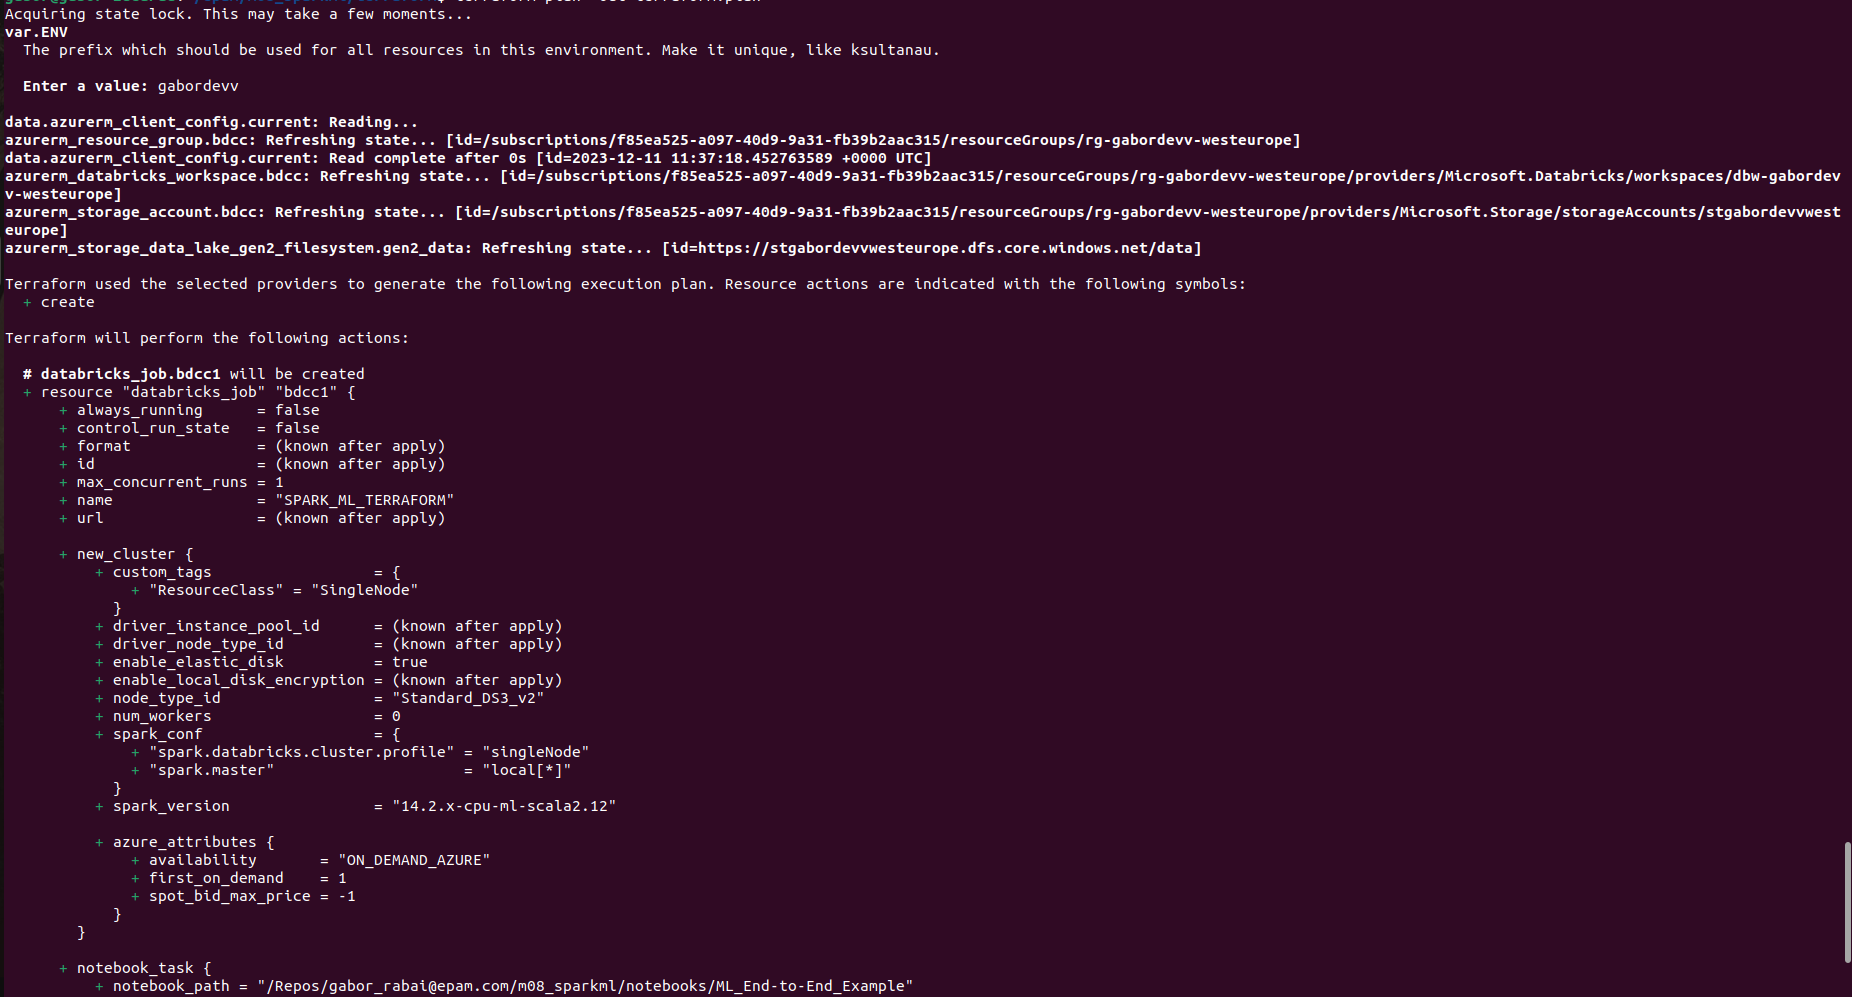 Acquiring state lock. This may take a few moments...
var.ENV
  The prefix which should be used for all resources in this environment. Make it unique, like ksultanau.

  Enter a value: gabordevv

data.azurerm_client_config.current: Reading...
azurerm_resource_group.bdcc: Refreshing state... [id=/subscriptions/f85ea525-a097-40d9-9a31-fb39b2aac315/resourceGroups/rg-gabordevv-westeurope]
data.azurerm_client_config.current: Read complete after 0s [id=2023-12-11 11:37:18.452763589 +0000 UTC]
azurerm_databricks_workspace.bdcc: Refreshing state... [id=/subscriptions/f85ea525-a097-40d9-9a31-fb39b2aac315/resourceGroups/rg-gabordevv-westeurope/providers/Microsoft.Databricks/workspaces/dbw-gabordev
v-westeurope]
azurerm_storage_account.bdcc: Refreshing state... [id=/subscriptions/f85ea525-a097-40d9-9a31-fb39b2aac315/resourceGroups/rg-gabordevv-westeurope/providers/Microsoft.Storage/storageAccounts/stgabordevvwest
europe]
azurerm_storage_data_lake_gen2_filesystem.gen2_data: Refreshing state... [id=https://stgabordevvwesteurope.dfs.core.windows.net/data]

Terraform used the selected providers to generate the following execution plan. Resource actions are indicated with the following symbols:
  + create

Terraform will perform the following actions:

  # databricks_job.bdcc1 will be created
  + resource "databricks_job" "bdcc1" {
      + always_running      = false
      + control_run_state   = false
      + format              = (known after apply)
      + id                  = (known after apply)
      + max_concurrent_runs = 1
      + name                = "SPARK_ML_TERRAFORM"
      + url                 = (known after apply)

      + new_cluster {
          + custom_tags                  = {
              + "ResourceClass" = "SingleNode"
            }
          + driver_instance_pool_id      = (known after apply)
          + driver_node_type_id          = (known after apply)
          + enable_elastic_disk          = true
          + enable_local_disk_encryption = (known after apply)
          + node_type_id                 = "Standard_DS3_v2"
          + num_workers                  = 0
          + spark_conf                   = {
              + "spark.databricks.cluster.profile" = "singleNode"
              + "spark.master"                     = "local[*]"
            }
          + spark_version                = "14.2.x-cpu-ml-scala2.12"

          + azure_attributes {
              + availability       = "ON_DEMAND_AZURE"
              + first_on_demand    = 1
              + spot_bid_max_price = -1
            }
        }

      + notebook_task {
          + notebook_path = "/Repos/gabor_rabai@epam.com/m08_sparkml/notebooks/ML_End-to-End_Example"